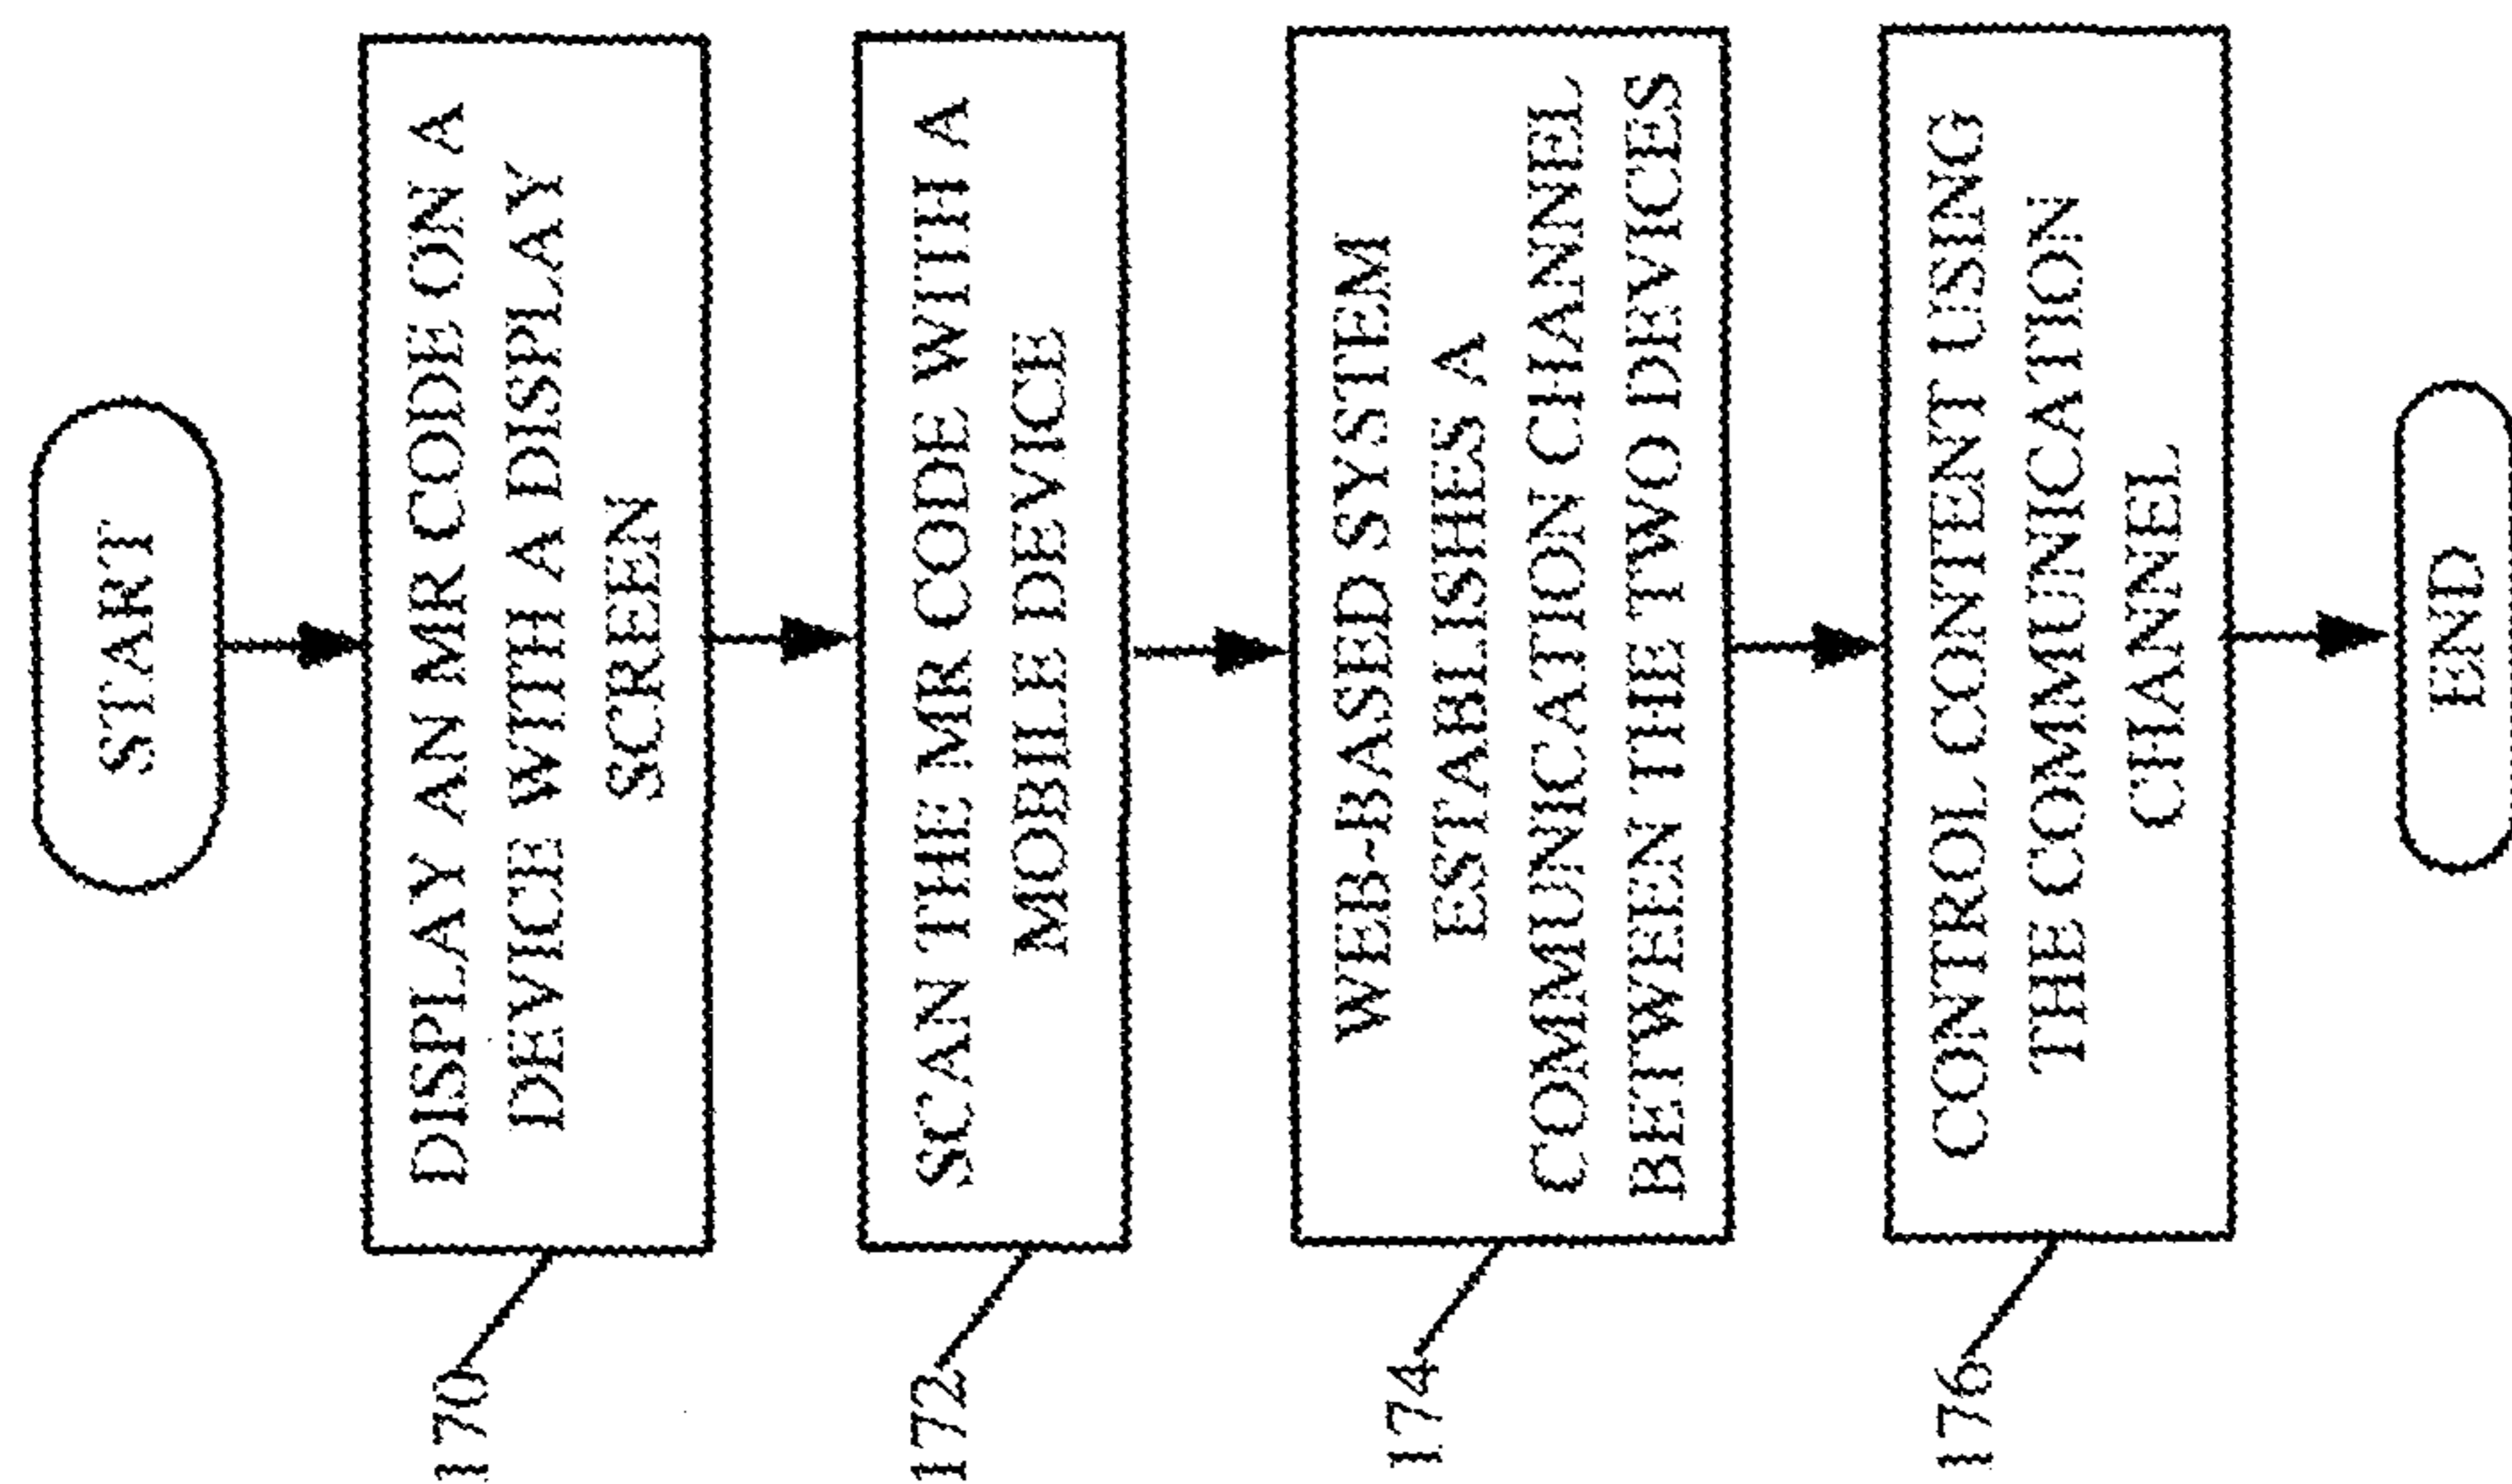 START
170
DISPLAY AN MR CODE ON A
DEVICE WITH A DISPLAY
SCREEN
172
SCAN THE MR CODE WITH A
MOBILE DEVICE
174
WEB-BASED SYSTEM
ESTABLISHES A
COMMUNICATION CHANNEL
BETWEEN THE TWO DEVICES
176
CONTROL CONTENT USING
THE COMMUNICATION
CHANNEL
END